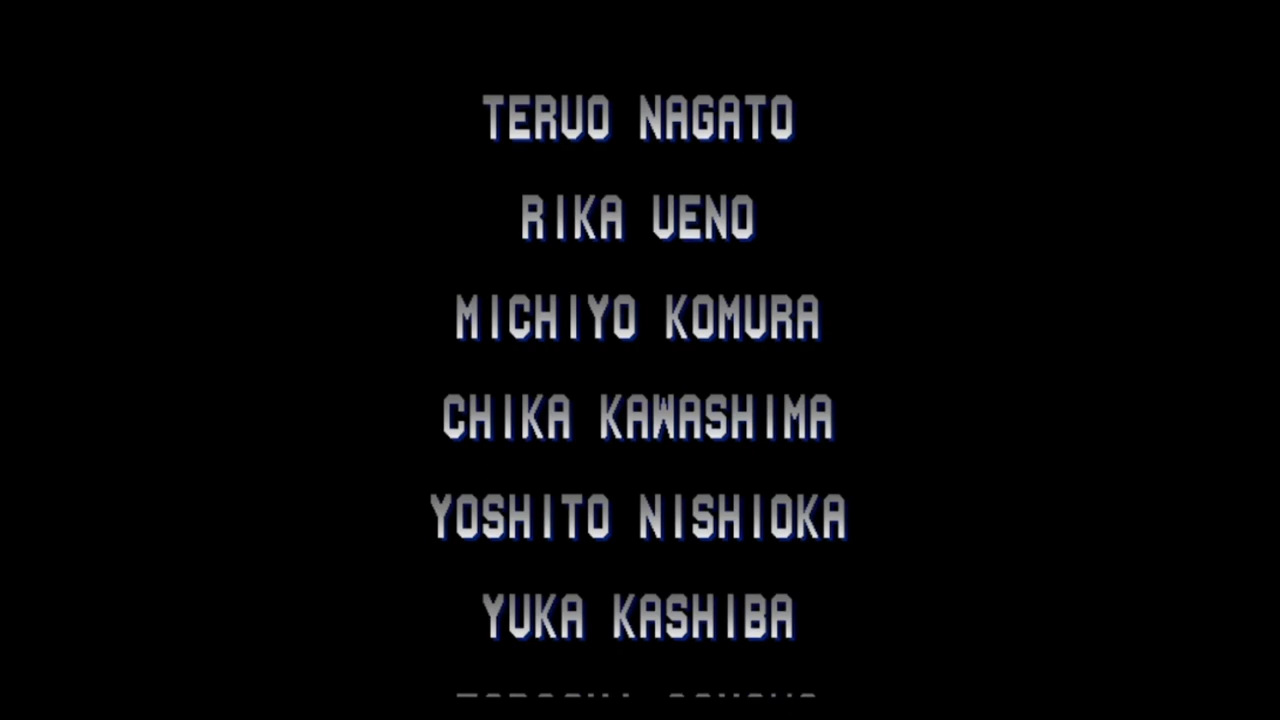 TERUO NAGATO
RIKA UENO
MICHIYO KOMURA
CHIKA KAWASHIMA
YOSHITO NISHIOKA
YUKA KASHIBA